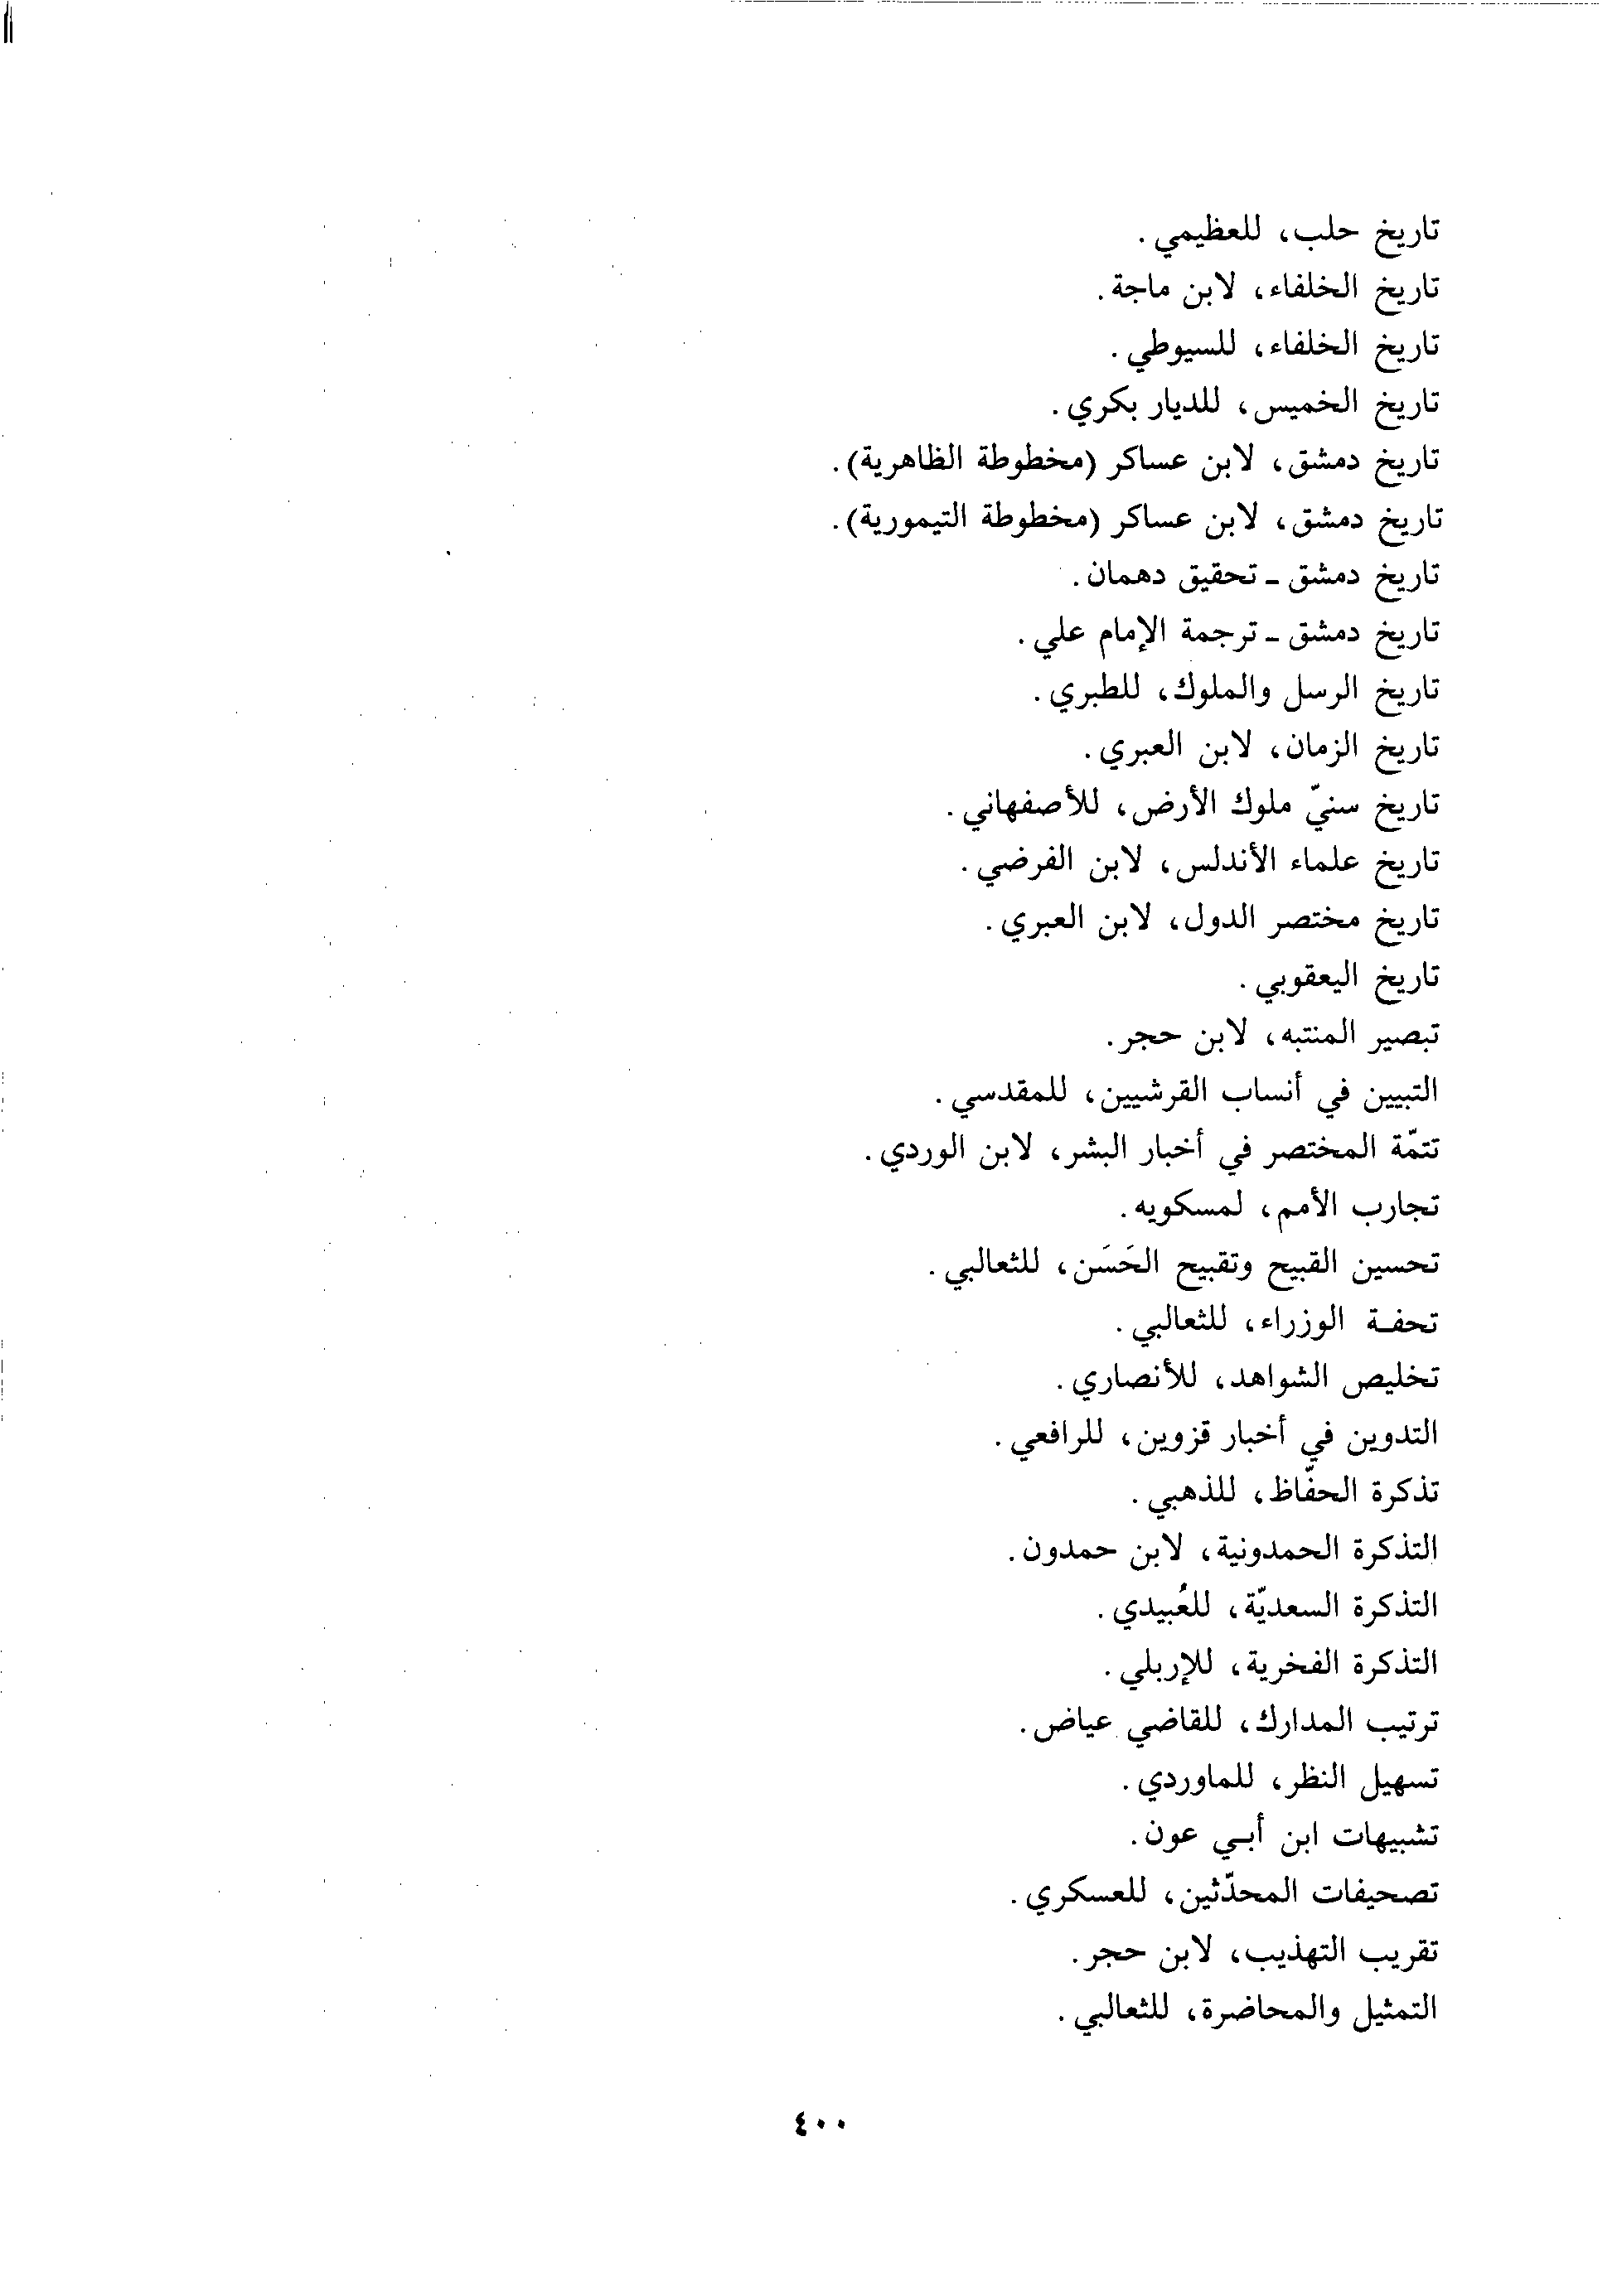 تاريخ حلب، للعظيمي.
تاريخ الخلفاء، لابن ماجة.
تاريخ الخلفاء، للسيوطي.
تاريخ الخميس، للديار بكري.
تاريخ دمشق، لابن عساكر (مخطوطة الظاهرية).
تاريخ دمشق، لابن عساكر (مخطوطة التيمورية).
تاريخ دمشق ـ تحقيق دهمان.
تاريخ دمشق ـ ترجمة الإمام علي.
تاريخ الرسل والملوك، للطبري.
تاريخ الزمان، لابن العبري.
تاريخ سنيّ ملوك الأرض، للأصفهاني.
تاريخ علماء الأندلس، لابن الفرضي.
تاريخ مختصر الدول، لابن العبري.
تاريخ اليعقوبي.
تبصير المنتبه، لابن حجر.
التبيين في أنساب القرشيين، للمقدسي.
تتمّة المختصر في أخبار البشر، لابن الوردي.
تجارب الأمم، لمسكويه.
تحسين القبيح وتقبيح الحَسَن، للثعالبي.
تحفة الوزراء، للثعالبي.
تخليص الشواهد، للأنصاري.
التدوين في أخبار قزوين، للرافعي.
تذكرة الحفّاظ، للذهبي.
التذكرة الحمدونية، لابن حمدون.
التذكرة السعديّة، للعُبيدي.
التذكرة الفخرية، للإربلي.
ترتيب المدارك، للقاضي عياض.
تسهيل النظر، للماوردي.
تشبيهات ابن أبي عون.
تصحيفات المحدّثين، للعسكري.
تقريب التهذيب، لابن حجر.
التمثيل والمحاضرة، للثعالبي.
٤٠٠